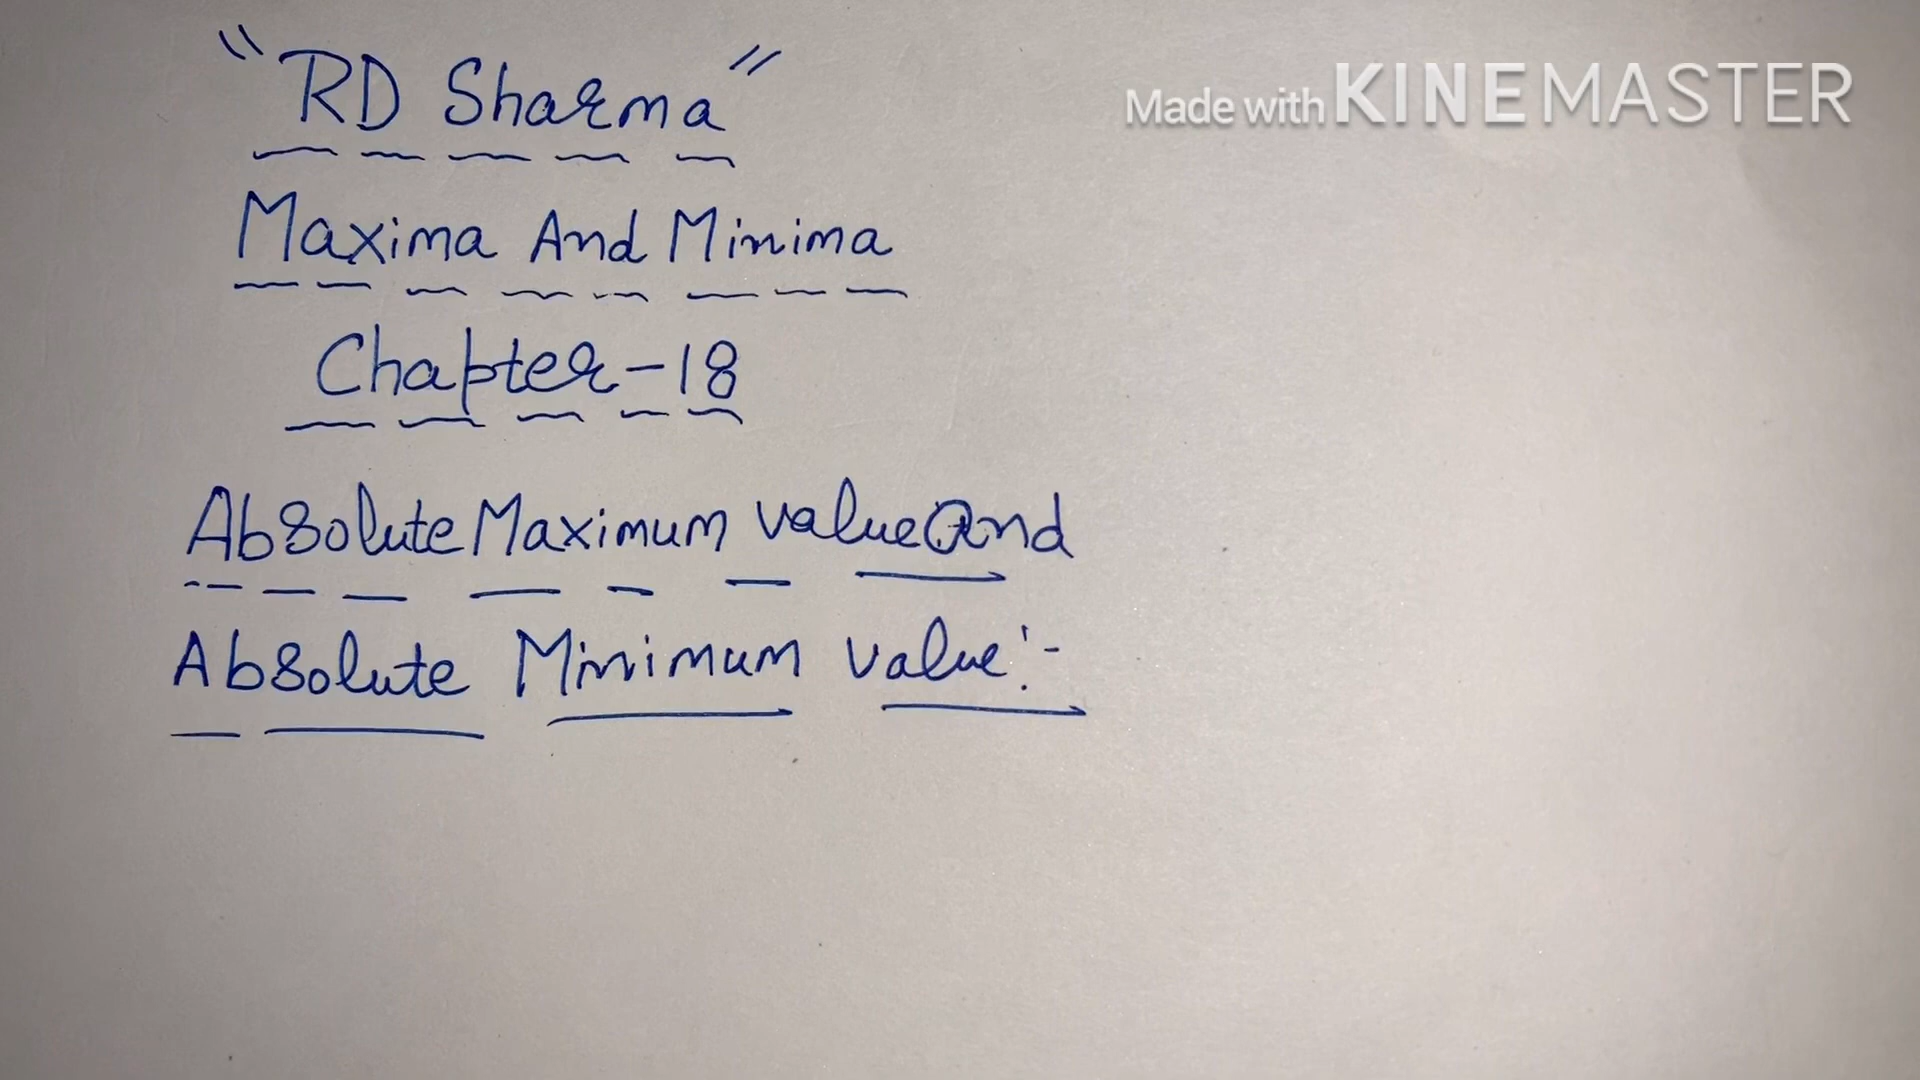 "RD Sharma"
Made with KINEMASTER
Maxima And Minima
Chapter-18
Absolute Maximum value And
Absolute Minimum value:-